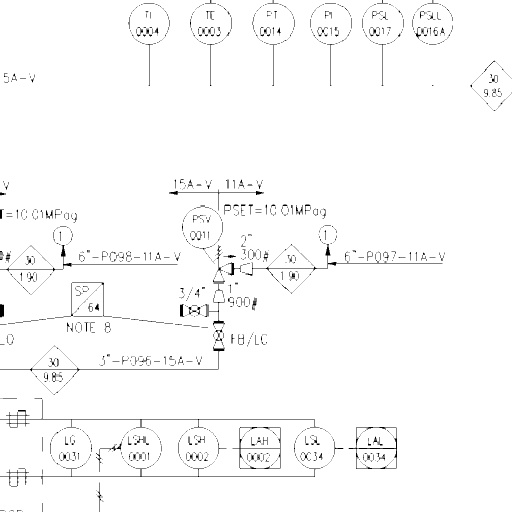 TI 0004
TE 0003
PT 0014
PI 0015
PSL 0017
PSLL 0016A
5A-V
30 9.85
V
15A-V 11A-V
T=10.01MPag
PSV 0011
PSET=10.01MPag
1
1
2"
300#
#
30 1.90
6"-P098-11A-V
30 1.90
6"-P097-11A-V
SP 64
3/4"
1"
900#
NOTE 8
LO
FB/LO
30 9.85
3"-P096-15A-V
LG 0031
LSHL 0001
LSH 0002
LAH 0002
LSL 0034
LAL 0034